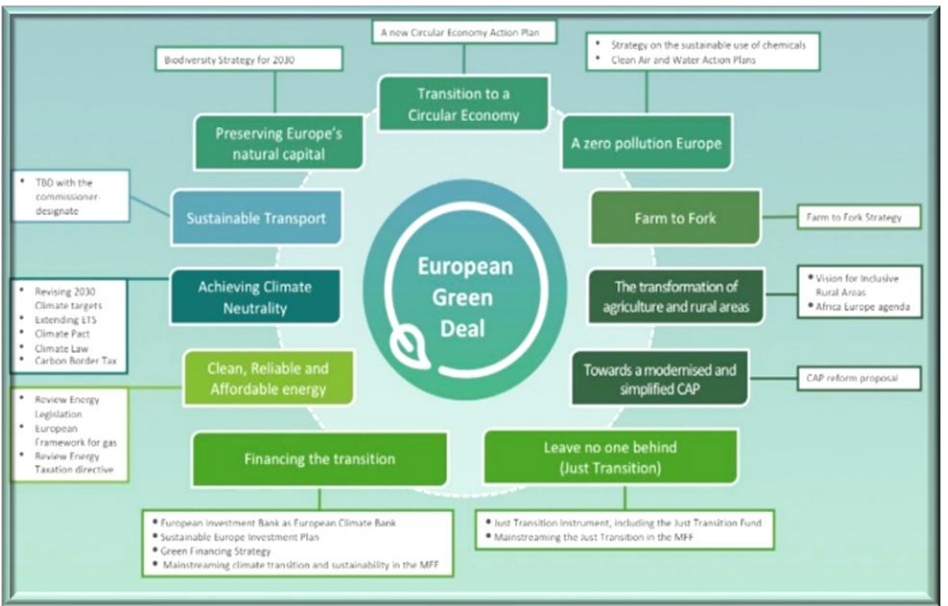 A new Circular Economy Action Plan
Biodiversity Strategy for 2030
• Strategy on the sustainable use of chemicals
• Clean Air and Water Action Plans
Transition to a
Circular Economy
Preserving Europe's
natural capital
A zero pollution Europe
• TBD with the
commissioner-
designate
Sustainable Transport
Farm to Fork
Farm to Fork Strategy
European
Green
Deal
• Revising 2030
Climate targets
• Extending ETS
• Climate Pact
• Climate Law
• Carbon Border Tax
Achieving Climate
Neutrality
The transformation of
agriculture and rural areas
• Vision for Inclusive
Rural Areas
• Africa Europe agenda
Clean, Reliable and
Affordable energy
Towards a modernised and
simplified CAP
CAP reform proposal
• Review Energy
Legislation
• European
Framework for gas
• Review Energy
Taxation directive
Financing the transition
Leave no one behind
(Just Transition)
• European Investment Bank as European Climate Bank
• Sustainable Europe Investment Plan
• Green Financing Strategy
• Mainstreaming climate transition and sustainability in the MFF
• Just Transition Instrument, including the Just Transition Fund
• Mainstreaming the Just Transition in the MFF